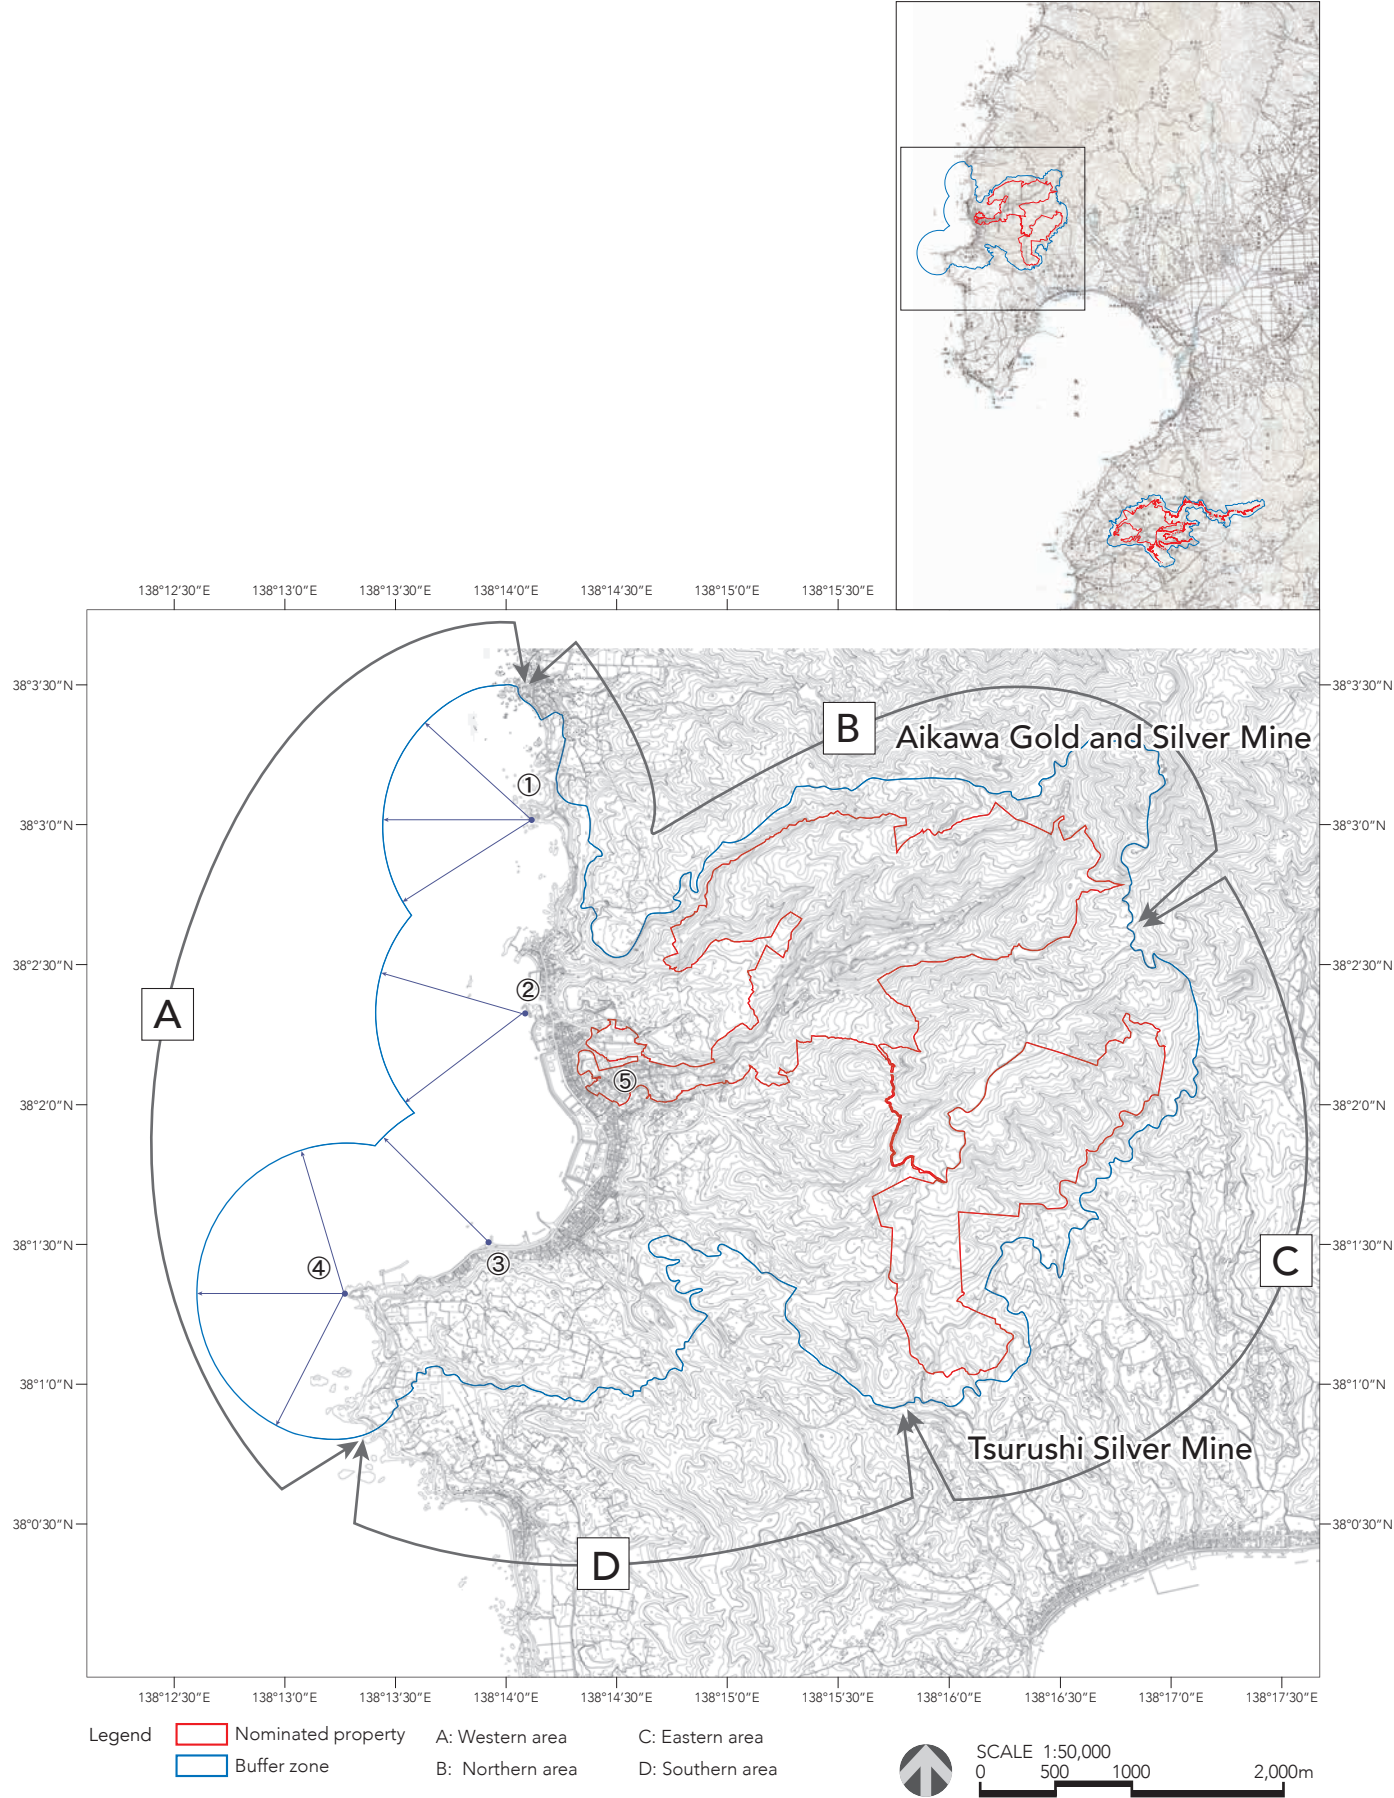 138°12'30"E 138°13'0"E 138°13'30"E 138°14'0"E 138°14'30"E 138°15'0"E 138°15'30"E
38°3'30"N 38°3'30"N
B
Aikawa Gold and Silver Mine
①
38°3'0"N 38°3'0"N
38°2'30"N 38°2'30"N
②
A
⑤
38°2'0"N 38°2'0"N
38°1'30"N 38°1'30"N
③
④
C
38°1'0"N 38°1'0"N
Tsurushi Silver Mine
38°0'30"N 38°0'30"N
D
138°12'30"E 138°13'0"E 138°13'30"E 138°14'0"E 138°14'30"E 138°15'0"E 138°15'30"E 138°16'0"E 138°16'30"E 138°17'0"E 138°17'30"E
Legend
Nominated property
Buffer zone
A: Western area
B: Northern area
C: Eastern area
D: Southern area
SCALE 1:50,000
0 500 1000 2,000m